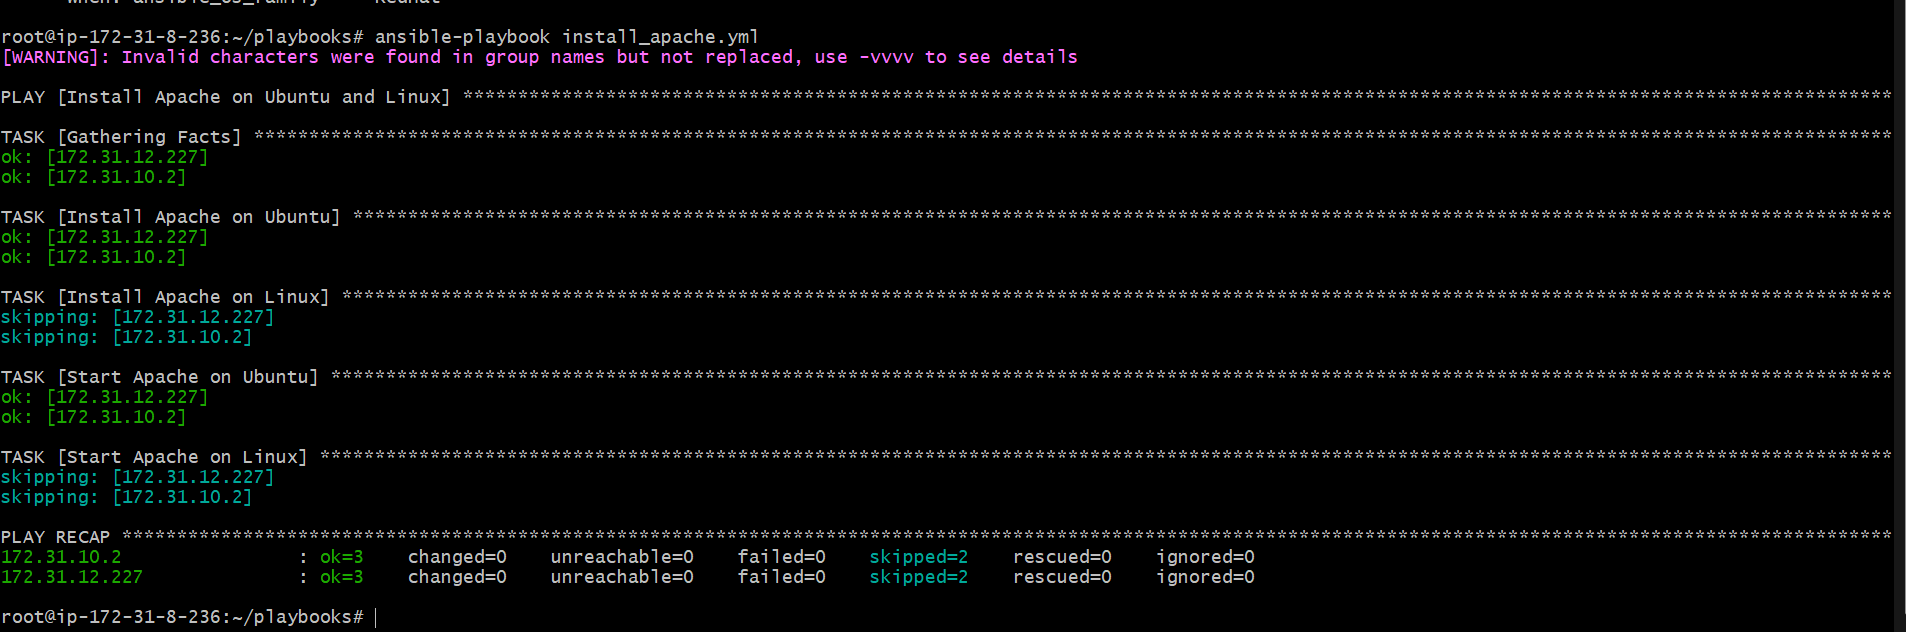 when: ansible_os_family
root@ip-172-31-8-236:~/playbooks# ansible-playbook install_apache.yml
[WARNING]: Invalid characters were found in group names but not replaced, use -vvvv to see details
PLAY [Install Apache on Ubuntu and Linux] **********************************************************************************************************************************
TASK [Gathering Facts] *****************************************************************************************************************************************************
ok: [172.31.12.227]
ok: [172.31.10.2]
TASK [Install Apache on Ubuntu] ********************************************************************************************************************************************
ok: [172.31.12.227]
ok: [172.31.10.2]
TASK [Install Apache on Linux] *********************************************************************************************************************************************
skipping: [172.31.12.227]
skipping: [172.31.10.2]
TASK [Start Apache on Ubuntu] **********************************************************************************************************************************************
ok: [172.31.12.227]
ok: [172.31.10.2]
TASK [Start Apache on Linux] ***********************************************************************************************************************************************
skipping: [172.31.12.227]
skipping: [172.31.10.2]
PLAY RECAP *****************************************************************************************************************************************************************
172.31.10.2                : ok=3    changed=0    unreachable=0    failed=0    skipped=2    rescued=0    ignored=0
172.31.12.227              : ok=3    changed=0    unreachable=0    failed=0    skipped=2    rescued=0    ignored=0
root@ip-172-31-8-236:~/playbooks#